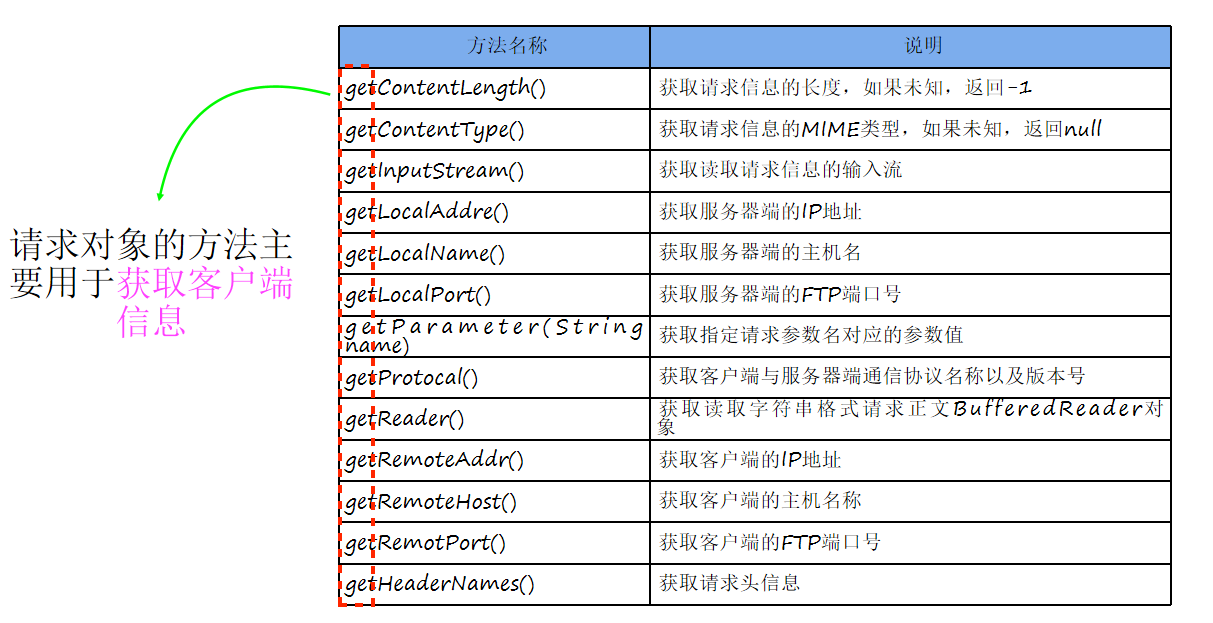 方法名称 说明
getContentLength() 获取请求信息的长度，如果未知，返回-1
getContentType() 获取请求信息的MIME类型，如果未知，返回null
getInputStream() 获取读取请求信息的输入流
getLocalAddre() 获取服务器端的IP地址
getLocalName() 获取服务器端的主机名
getLocalPort() 获取服务器端的FTP端口号
getParameter(String
name) 获取指定请求参数名对应的参数值
getProtocal() 获取客户端与服务器端通信协议名称以及版本号
getReader() 获取读取字符串格式请求正文BufferedReader对
象
getRemoteAddr() 获取客户端的IP地址
getRemoteHost() 获取客户端的主机名称
getRemotPort() 获取客户端的FTP端口号
getHeaderNames() 获取请求头信息
请求对象的方法主
要用于获取客户端
信息